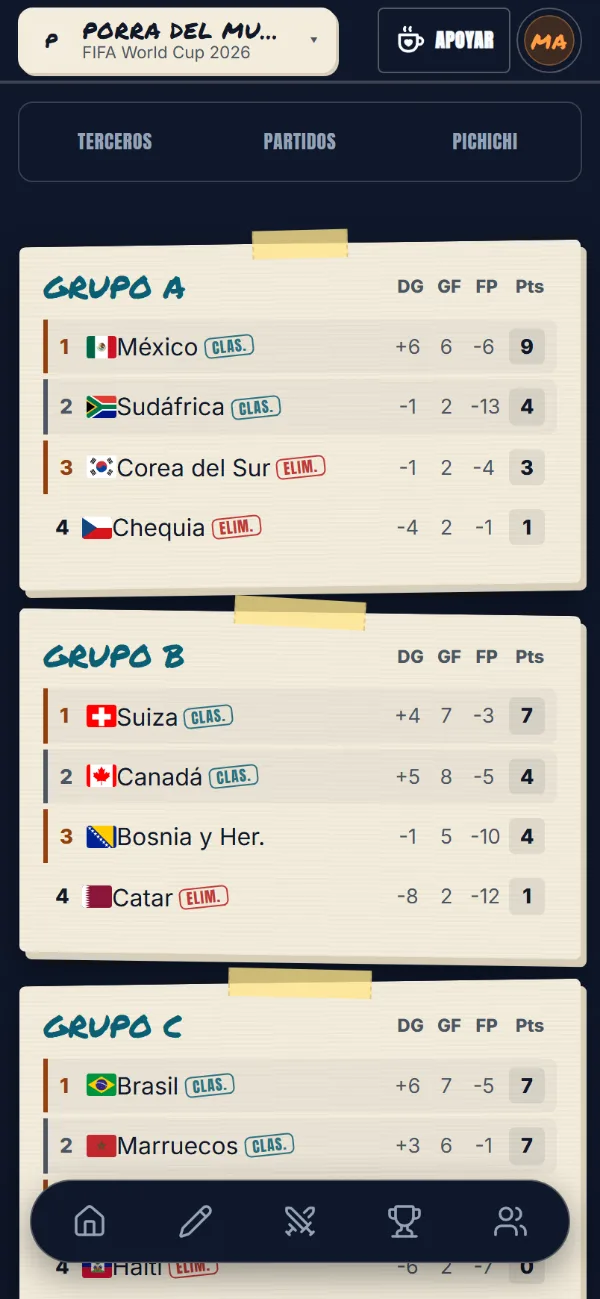 P PORRA DEL MU... ▾
FIFA World Cup 2026
APOYAR
MA
TERCEROS PARTIDOS PICHICHI
GRUPO A DG GF FP Pts
1 México CLAS. +6 6 -6 9
2 Sudáfrica CLAS. -1 2 -13 4
3 Corea del Sur ELIM. -1 2 -4 3
4 Chequia ELIM. -4 2 -1 1
GRUPO B DG GF FP Pts
1 Suiza CLAS. +4 7 -3 7
2 Canadá CLAS. +5 8 -5 4
3 Bosnia y Her. -1 5 -10 4
4 Catar ELIM. -8 2 -12 1
GRUPO C DG GF FP Pts
1 Brasil CLAS. +6 7 -5 7
2 Marruecos CLAS. +3 6 -1 7
4 Haití ELIM. -6 2 -7 0